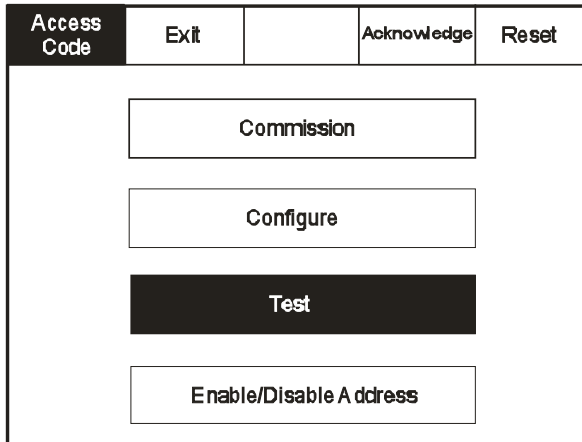 Access
Code
Exit
Acknowledge
Reset
Commission
Configure
Test
Enable/Disable Address